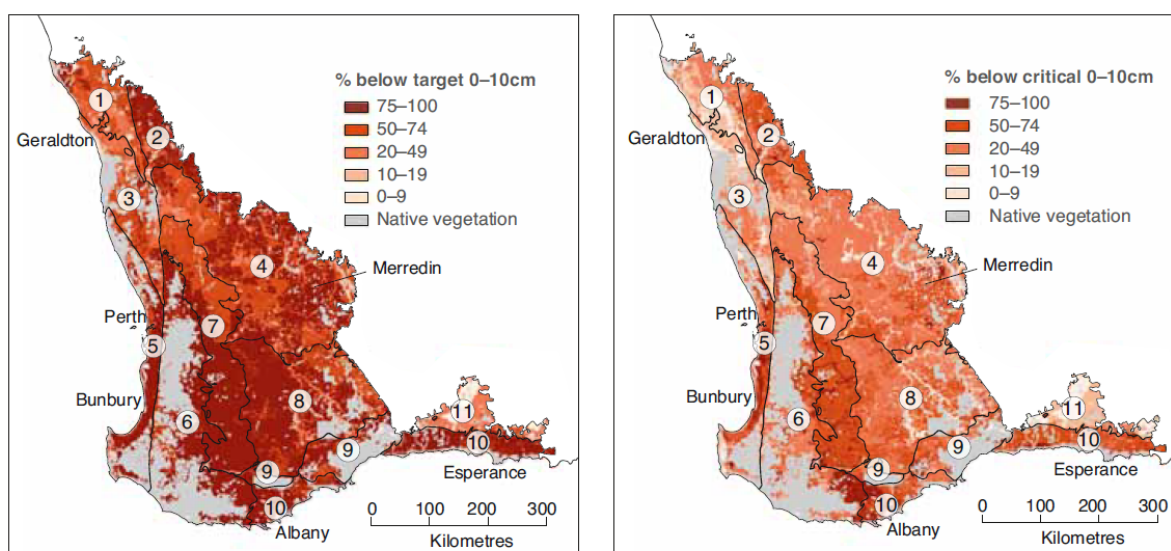 % below target 0–10cm
75–100
50–74
20–49
10–19
0–9
Native vegetation
1
Geraldton
2
3
4
Merredin
Perth
7
5
Bunbury
8
11
6
9
10
9
Esperance
10
Albany
0 100 200 300
Kilometres
% below critical 0–10cm
75–100
50–74
20–49
10–19
0–9
Native vegetation
1
Geraldton
2
3
4
Merredin
Perth
7
5
Bunbury
8
11
6
9
10
9
Esperance
10
Albany
0 100 200 300
Kilometres